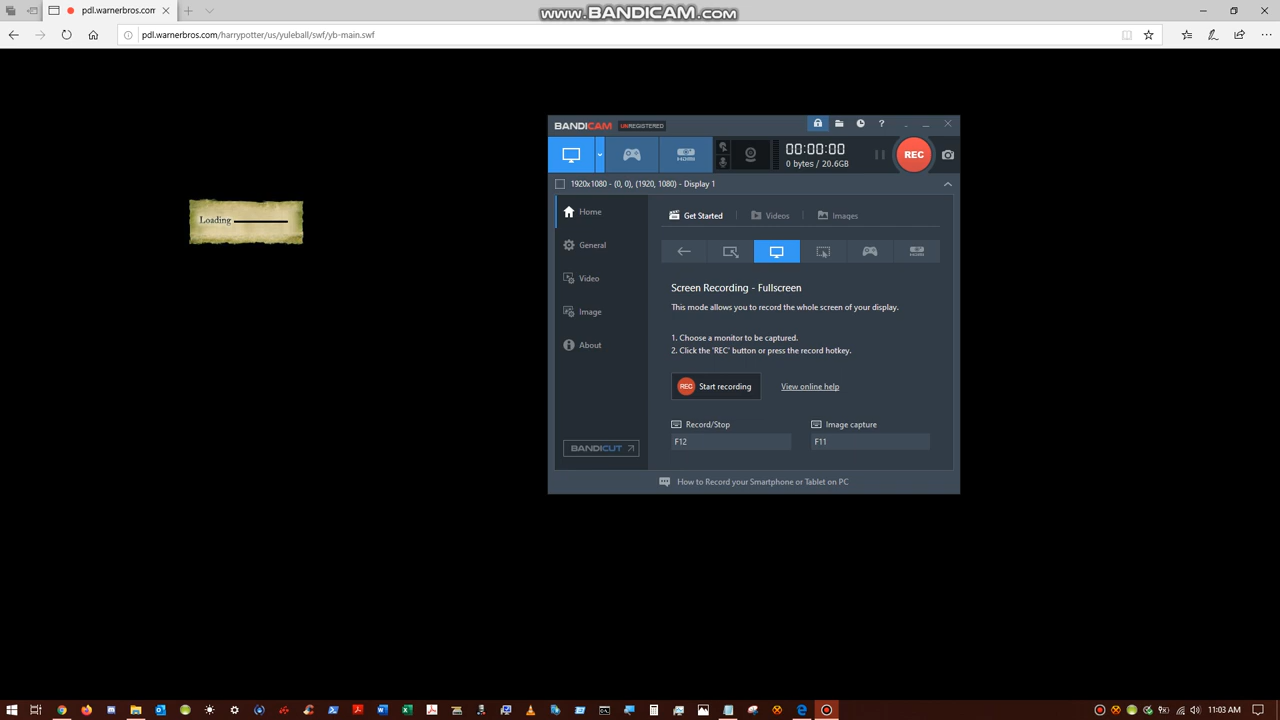 pdl.warnerbros.com
www.BANDICAM.com
pdl.warnerbros.com/harrypotter/us/yuleball/swf/yb-main.swf
Loading
BANDICAM UNREGISTERED
?
HDMI
00:00:00
0 bytes / 20.6GB
REC
1920x1080 - (0, 0), (1920, 1080) - Display 1
Home
Get Started
Videos
Images
General
HDMI
Video
Screen Recording - Fullscreen
This mode allows you to record the whole screen of your display.
Image
1. Choose a monitor to be captured.
About
2. Click the 'REC' button or press the record hotkey.
REC Start recording
View online help
Record/Stop
Image capture
F12
F11
BANDICUT
How to Record your Smartphone or Tablet on PC
11:03 AM